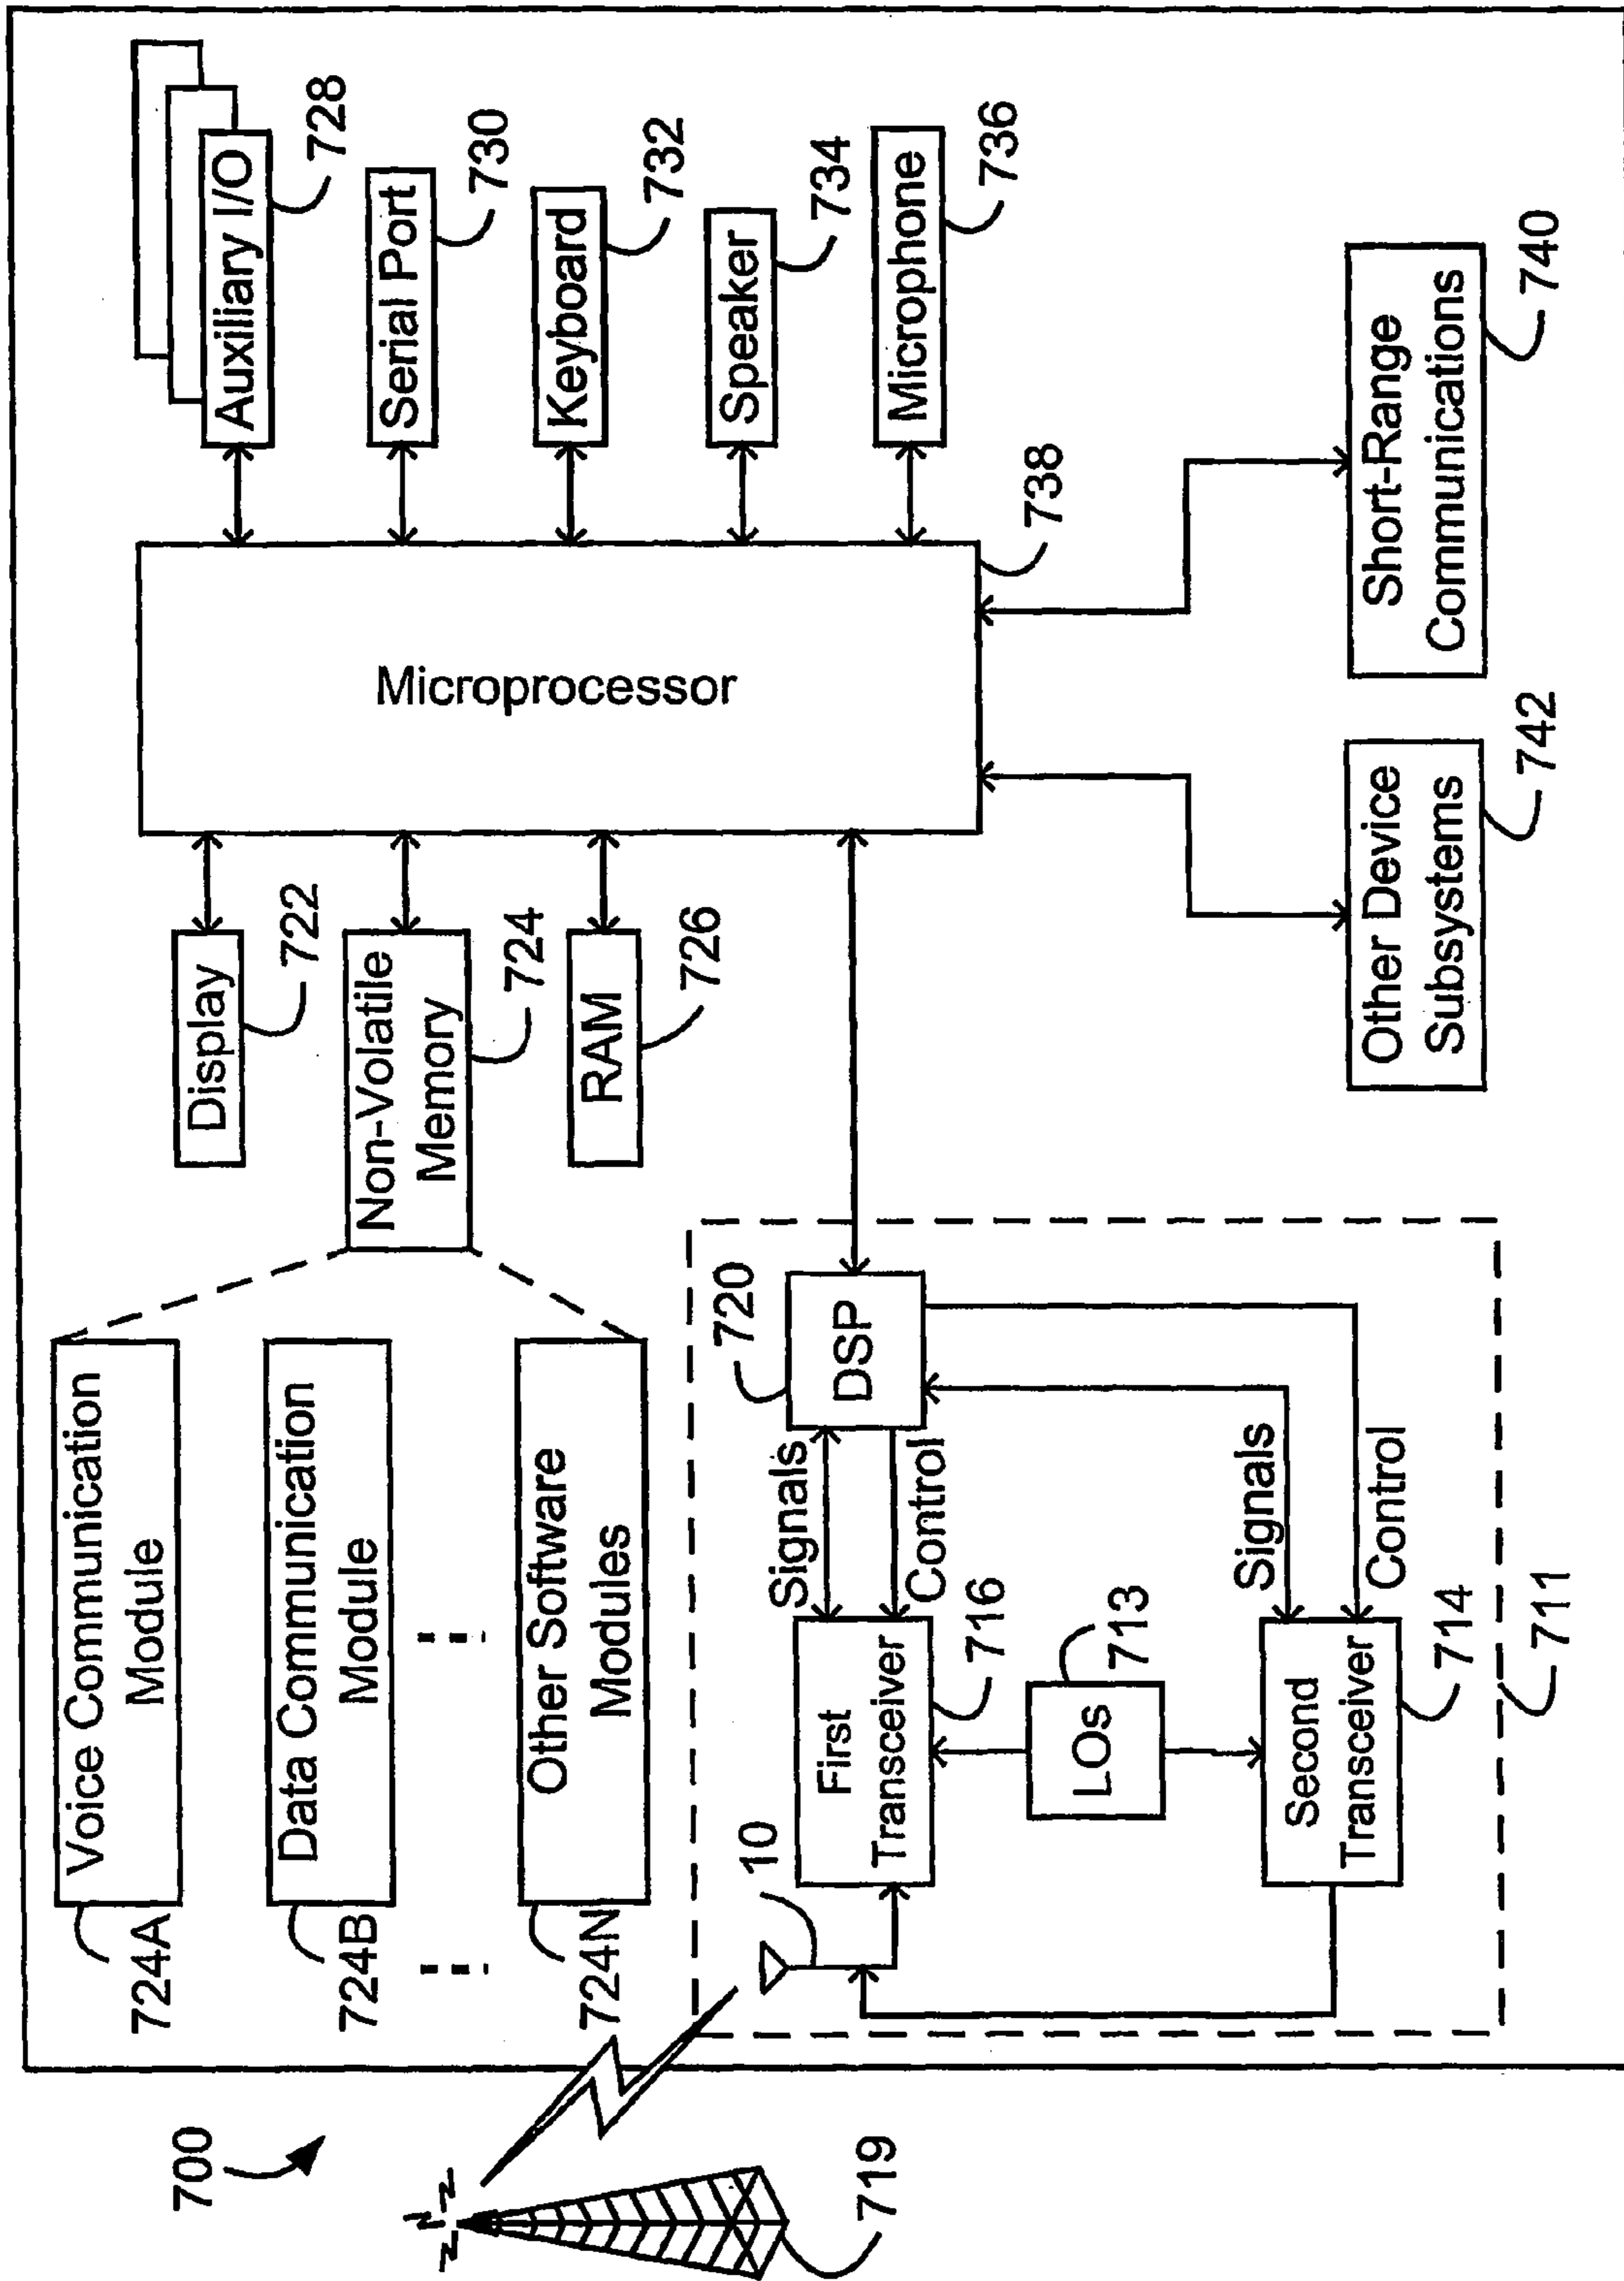 700
719
724A
Voice Communication
Module
724B
Data Communication
Module
724N
Other Software
Modules
Display
722
Non-Volatile
Memory
724
RAM
726
Microprocessor
738
Auxiliary I/O
728
Serial Port
730
Keyboard
732
Speaker
734
Microphone
736
10
First
Transceiver
716
Signals
Control
720
DSP
LOs
713
Second
Transceiver
714
Signals
Control
711
Other Device
Subsystems
742
Short-Range
Communications
740